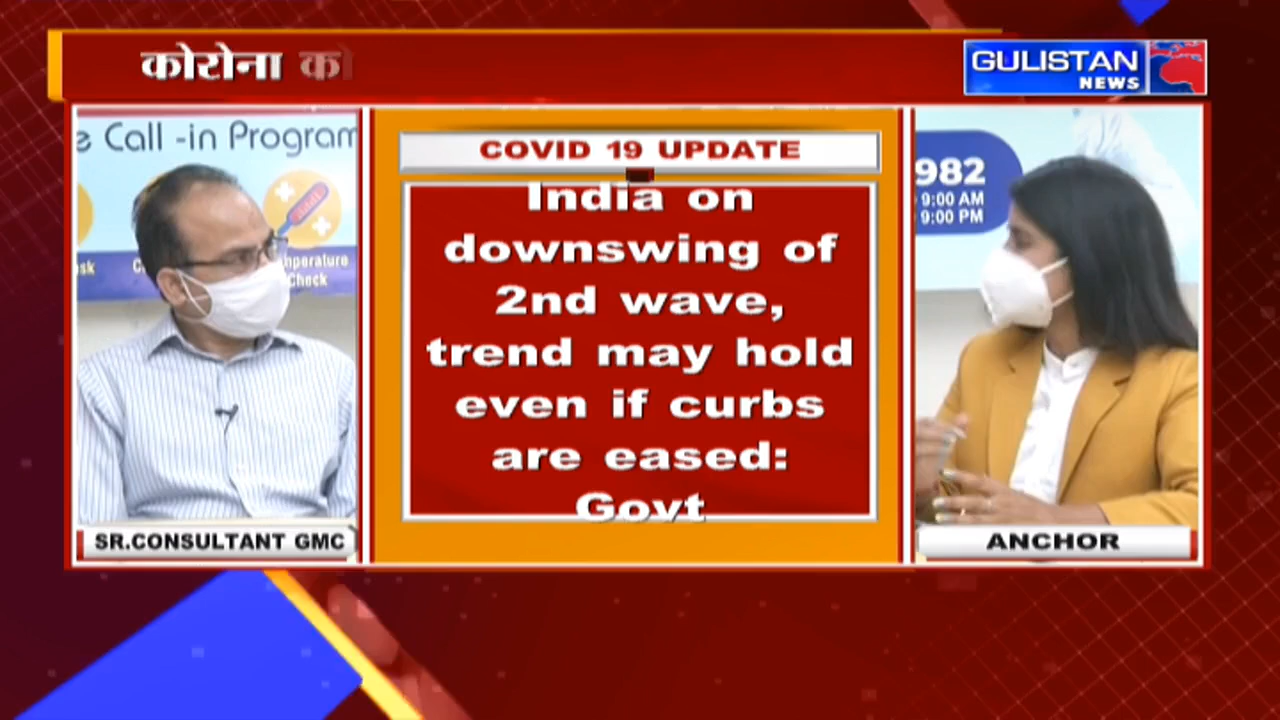 कोरोना को
GULISTAN
NEWS
e Call -in Program
COVID 19 UPDATE
India on
downswing of
2nd wave,
trend may hold
even if curbs
are eased:
Govt
982
9:00 AM
9:00 PM
Check
SR.CONSULTANT GMC
ANCHOR